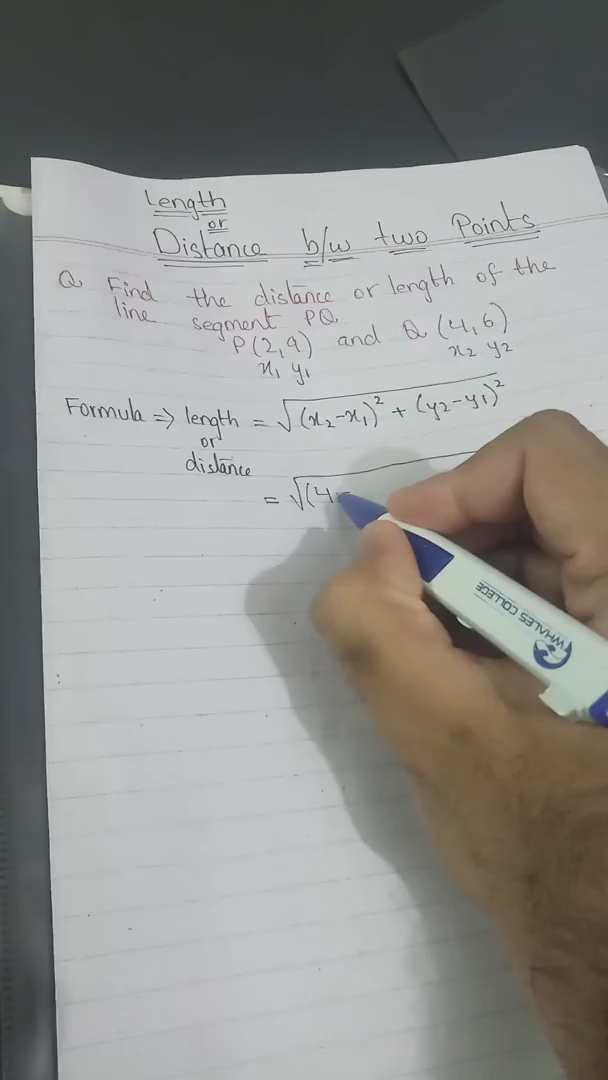 Length
or
Distance b/w two Points
Q Find the distance or length of the
line segment PQ.
P(2,9) and Q (4,6)
x₁ y₁ x₂ y₂
Formula => length = √(x₂-x₁)² + (y₂-y₁)²
or
distance
= √(4
WHALES COLLEGE